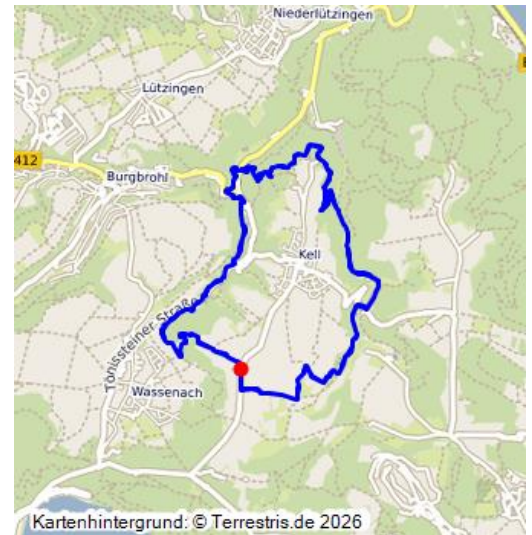 Niederlützingen
Lützingen
412
Burgbrohl
Kell
Tönissteiner Straße
Wassenach
Kartenhintergrund: © Terrestris.de 2026